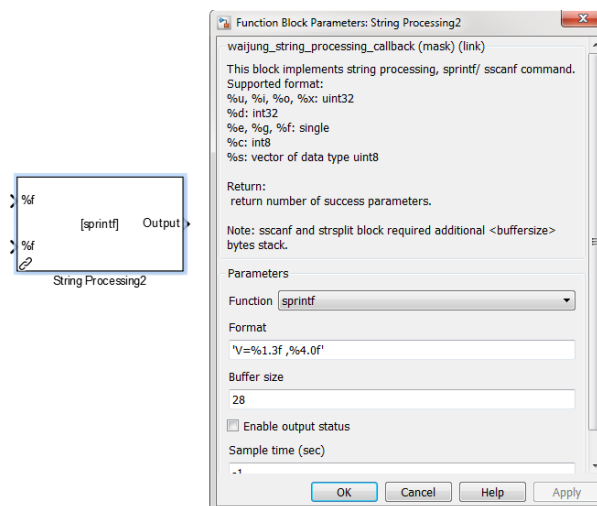 %f
[sprintf] Output
%f
String Processing2
Function Block Parameters: String Processing2
waijung_string_processing_callback (mask) (link)
This block implements string processing, sprintf/ sscanf command.
Supported format:
%u, %i, %o, %x: uint32
%d: int32
%e, %g, %f: single
%c: int8
%s: vector of data type uint8
Return:
return number of success parameters.
Note: sscanf and strsplit block required additional <buffersize>
bytes stack.
Parameters
Function sprintf
Format
'V=%1.3f ,%4.0f'
Buffer size
28
Enable output status
Sample time (sec)
-1
OK Cancel Help Apply